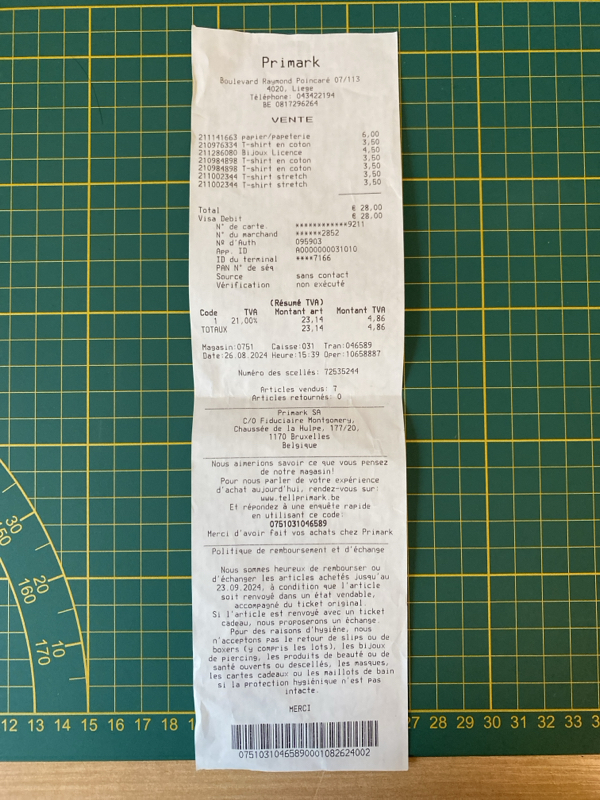 Primark
Boulevard Raymond Poincaré 07/113
4020, Liege
Téléphone: 043422194
BE 0817296264
VENTE
211141663 papier/papeterie 6,00
210976334 T-shirt en coton 3,50
211286080 Bijoux Licence 4,50
210984898 T-shirt en coton 3,50
210984898 T-shirt en coton 3,50
211002344 T-shirt stretch 3,50
211002344 T-shirt stretch 3,50
Total € 28,00
Visa Debit € 28,00
N° de carte ************9211
N° du marchand ******2852
Nº d'Auth 095903
App. ID A0000000031010
ID du terminal ****7166
PAN N° de séq
Source sans contact
Vérification non exécuté
(Résumé TVA)
Code TVA Montant art Montant TVA
1 21,00% 23,14 4,86
TOTAUX 23,14 4,86
Magasin:0751 Caisse:031 Tran:046589
Date:26.08.2024 Heure:15:39 Oper:10658887
Numéro des scellés: 72535244
Articles vendus: 7
Articles retournés: 0
Primark SA
C/O Fiduciaire Montgomery,
Chaussée de la Hulpe, 177/20,
1170 Bruxelles
Belgique
Nous aimerions savoir ce que vous pensez
de notre magasin!
Pour nous parler de votre expérience
d'achat aujourd'hui, rendez-vous sur:
www.tellprimark.be
Et répondez à une enquête rapide
en utilisant ce code:
0751031046589
Merci d'avoir fait vos achats chez Primark
Politique de remboursement et d'échange
Nous sommes heureux de rembourser ou
d'échanger les articles achetés jusqu'au
23.09.2024, à condition que l'article
soit renvoyé dans un état vendable,
accompagné du ticket original.
Si l'article est renvoyé avec un ticket
cadeau, nous proposerons un échange.
Pour des raisons d'hygiène, nous
n'acceptons pas le retour de slips ou de
boxers (y compris les lots), les bijoux
de piercing, les produits de beauté ou de
santé ouverts ou descellés, les masques,
les cartes cadeaux ou les maillots de bain
si la protection hygiénique n'est pas
intacte.
MERCI
07510310465890001082624002
30
150
20
160
10
170
12 13 14 15 16 17 18 27 28 29 30 31 32 33